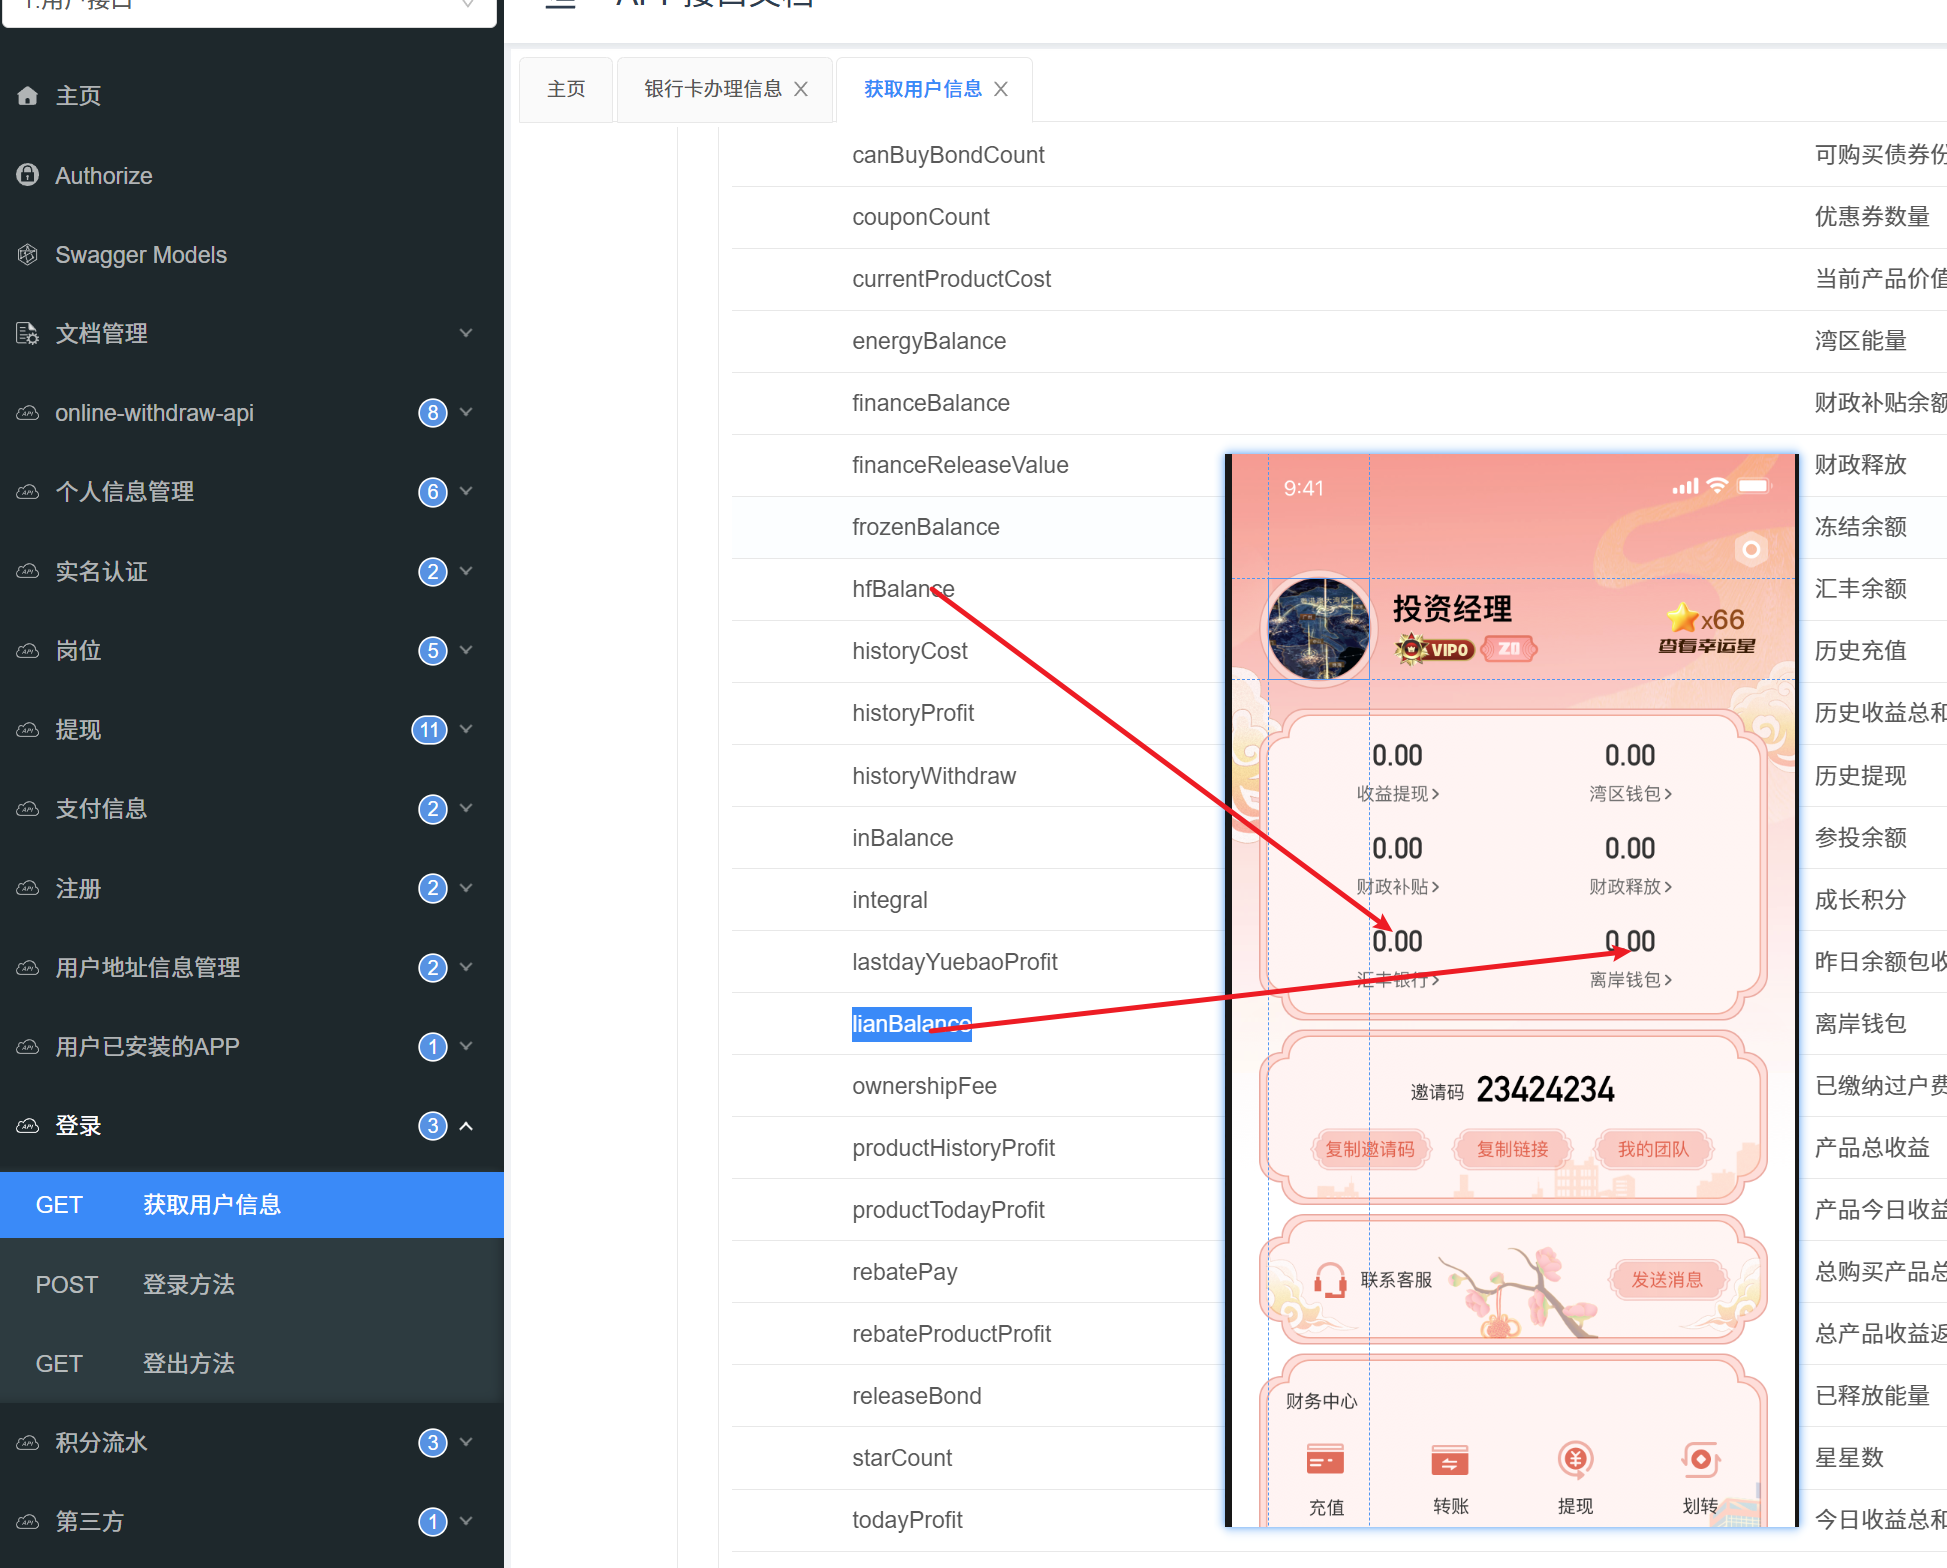 主页
Authorize
Swagger Models
文档管理
online-withdraw-api 8
个人信息管理 6
实名认证 2
岗位 5
提现 11
支付信息 2
注册 2
用户地址信息管理 2
用户已安装的APP 1
登录 3
GET 获取用户信息
POST 登录方法
GET 登出方法
积分流水 3
第三方 1
主页 银行卡办理信息 获取用户信息
canBuyBondCount 可购买债券份
couponCount 优惠券数量
currentProductCost 当前产品价值
energyBalance 湾区能量
financeBalance 财政补贴余额
financeReleaseValue 财政释放
frozenBalance 冻结余额
hfBalance 汇丰余额
historyCost 历史充值
historyProfit 历史收益总和
historyWithdraw 历史提现
inBalance 参投余额
integral 成长积分
lastdayYuebaoProfit 昨日余额包收
lianBalance 离岸钱包
ownershipFee 已缴纳过户费
productHistoryProfit 产品总收益
productTodayProfit 产品今日收益
rebatePay 总购买产品总
rebateProductProfit 总产品收益返
releaseBond 已释放能量
starCount 星星数
todayProfit 今日收益总和
9:41
投资经理
VIP0 Z0
x66
查看幸运星
0.00 0.00
收益提现 湾区钱包
0.00 0.00
财政补贴 财政释放
0.00 0.00
汇丰银行 离岸钱包
邀请码 23424234
复制邀请码 复制链接 我的团队
联系客服 发送消息
财务中心
充值 转账 提现 划转